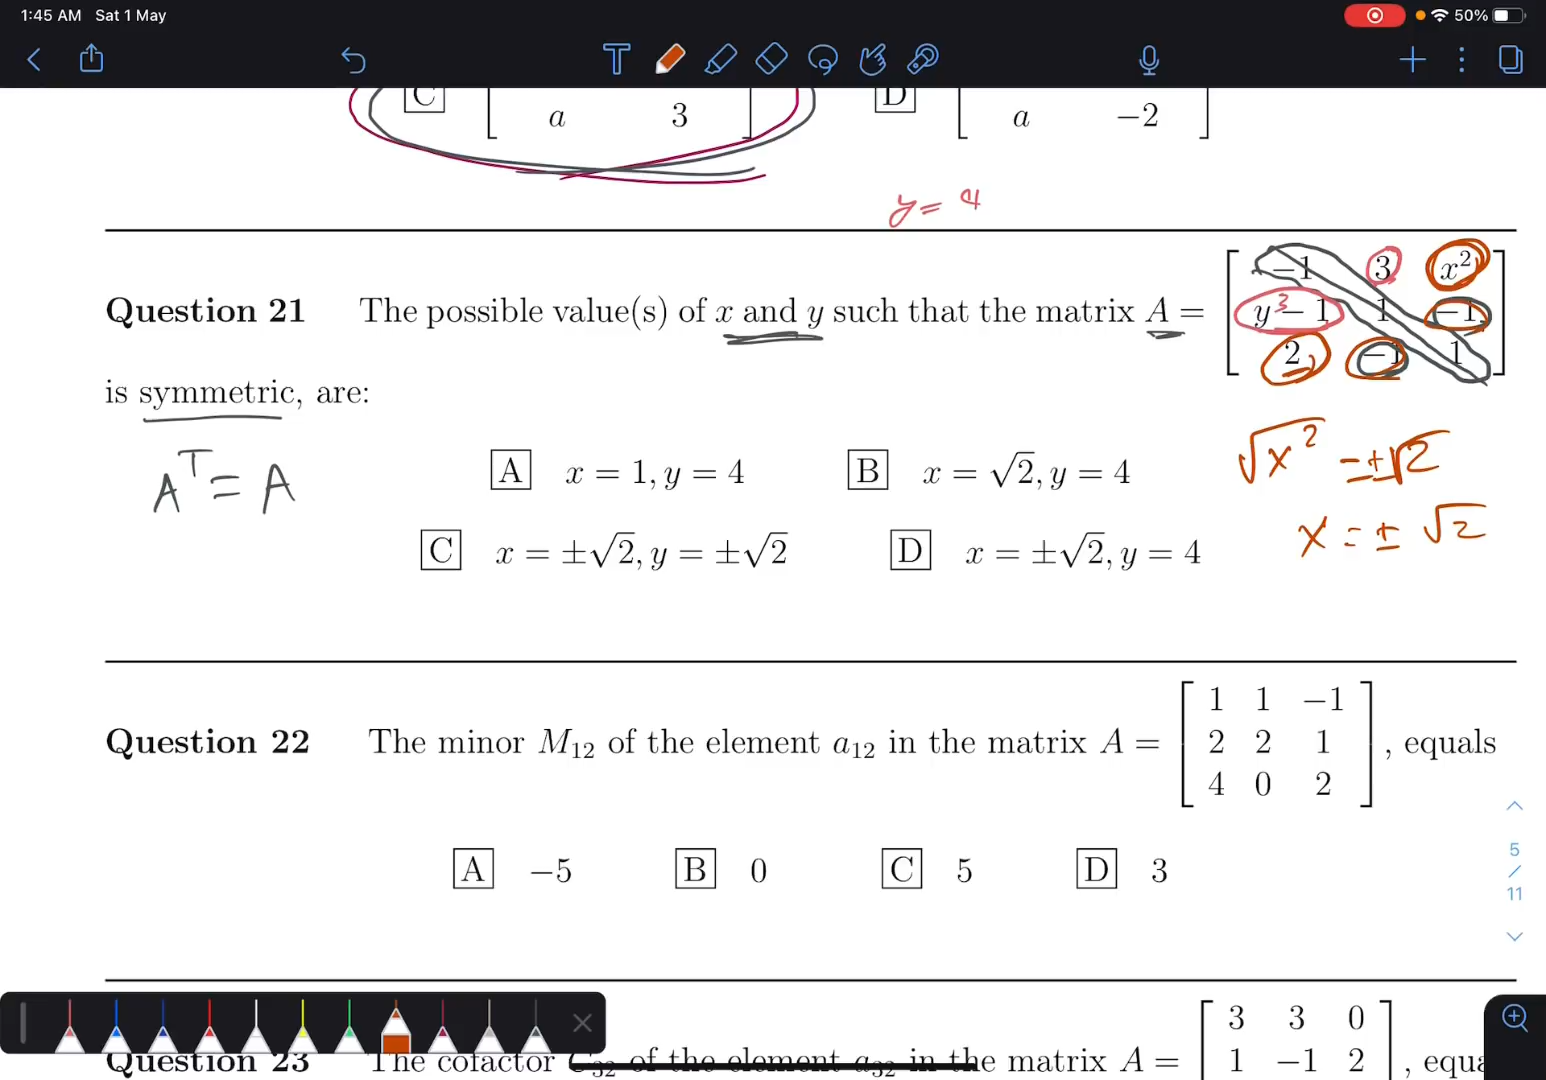 1:45 AM Sat 1 May
50%
C a 3 D a −2
y = 4
Question 21 The possible value(s) of x and y such that the matrix A = [ −1 3 x² ; y − 1 1 −1 ; 2 −1 1 ]
3
is symmetric, are:
Aᵀ = A
√x² = ±√2
x = ± √2
A x = 1, y = 4 B x = √2, y = 4
C x = ±√2, y = ±√2 D x = ±√2, y = 4
Question 22 The minor M₁₂ of the element a₁₂ in the matrix A = [ 1 1 −1 ; 2 2 1 ; 4 0 2 ], equals
A −5 B 0 C 5 D 3
5 / 11
Question 23 The cofactor C₃₂ of the element a₃₂ in the matrix A = [ 3 3 0 ; 1 −1 2 ],